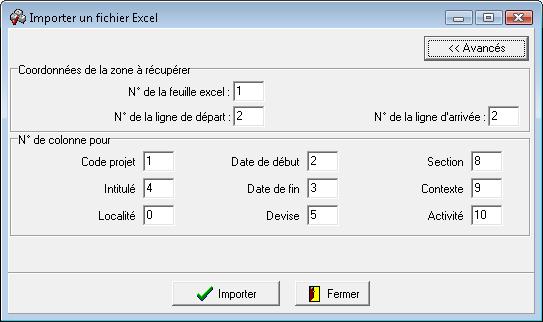 Importer un fichier Excel
<< Avancés
Coordonnées de la zone à récupérer
N° de la feuille excel : 1
N° de la ligne de départ : 2 N° de la ligne d'arrivée : 2
N° de colonne pour
Code projet 1 Date de début 2 Section 8
Intitulé 4 Date de fin 3 Contexte 9
Localité 0 Devise 5 Activité 10
Importer Fermer